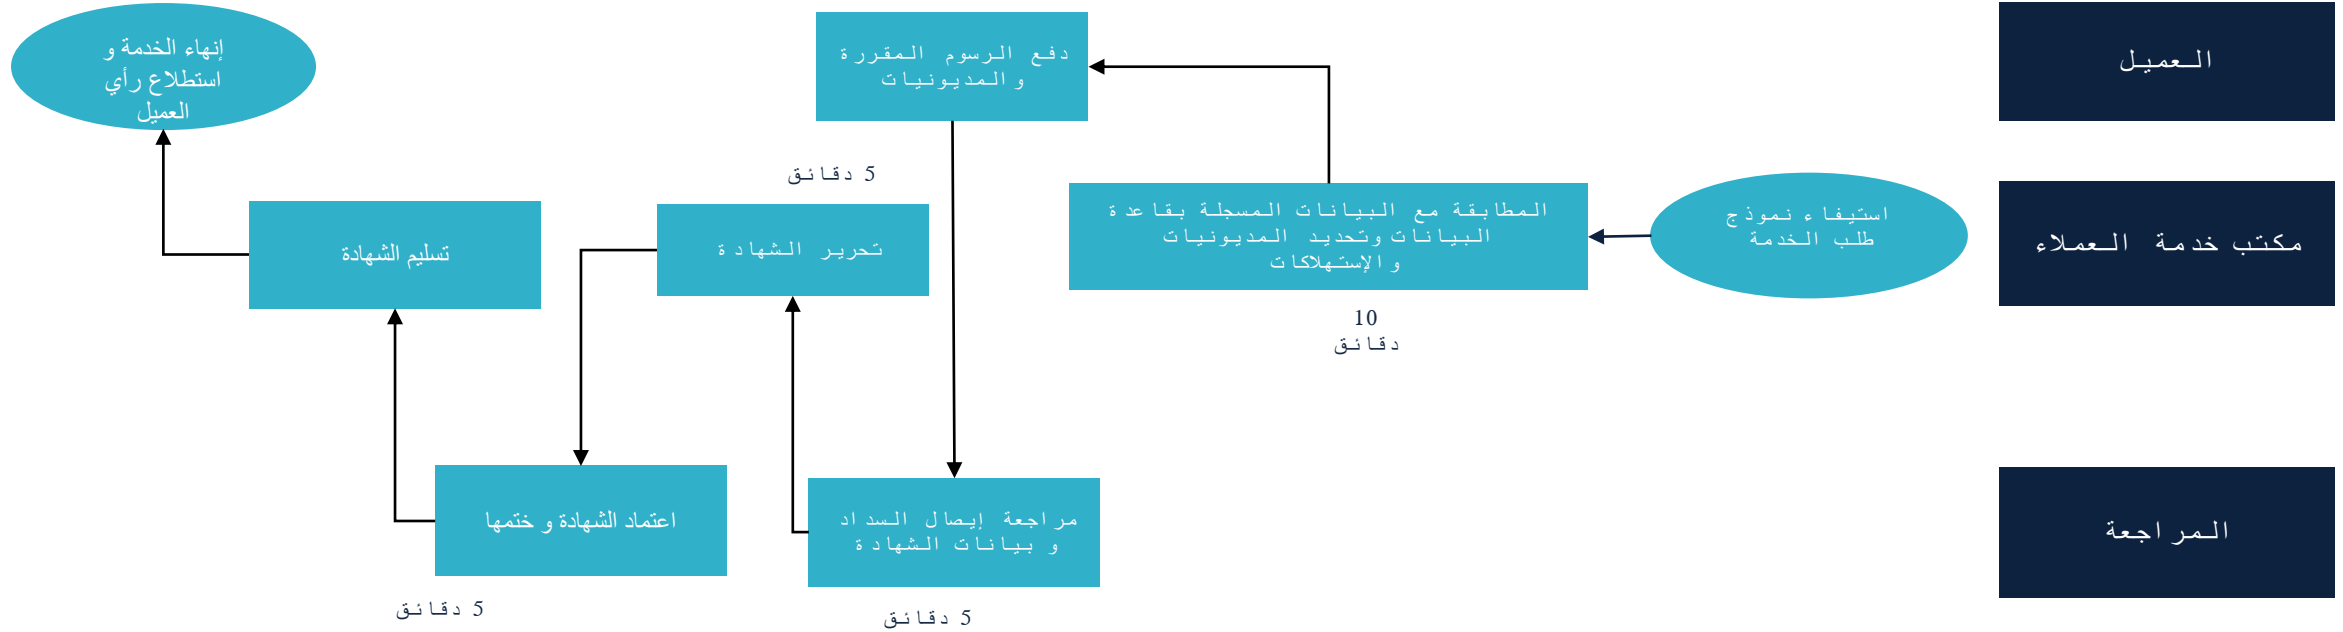 العميل
دفع الرسوم المقررة
والمديونيات
إنهاء الخدمة و
استطلاع رأي
العميل
مكتب خدمة العملاء
استيفاء نموذج
طلب الخدمة
المطابقة مع البيانات المسجلة بقاعدة
البيانات وتحديد المديونيات
والإستهلاكات
10
دقائق
5 دقائق
تحرير الشهادة
تسليم الشهادة
المراجعة
مراجعة إيصال السداد
و بيانات الشهادة
5 دقائق
اعتماد الشهادة و ختمها
5 دقائق